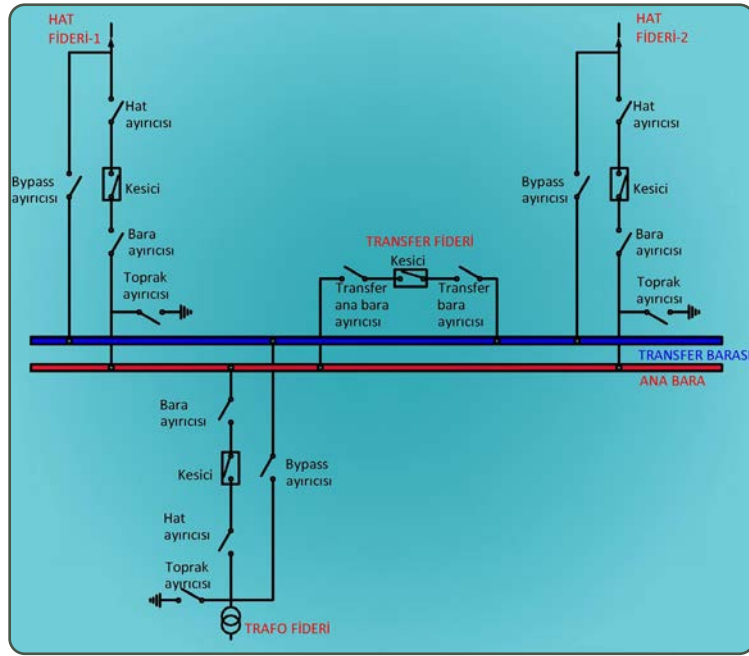 HAT
FİDERİ-1
Hat
ayırıcısı
Bypass
ayırıcısı
Kesici
Bara
ayırıcısı
Toprak
ayırıcısı
TRANSFER FİDERİ
Kesici
Transfer
ana bara
ayırıcısı
Transfer
bara
ayırıcısı
HAT
FİDERİ-2
Hat
ayırıcısı
Bypass
ayırıcısı
Kesici
Bara
ayırıcısı
Toprak
ayırıcısı
TRANSFER BARASI
ANA BARA
Bara
ayırıcısı
Kesici
Bypass
ayırıcısı
Hat
ayırıcısı
Toprak
ayırıcısı
TRAFO FİDERİ